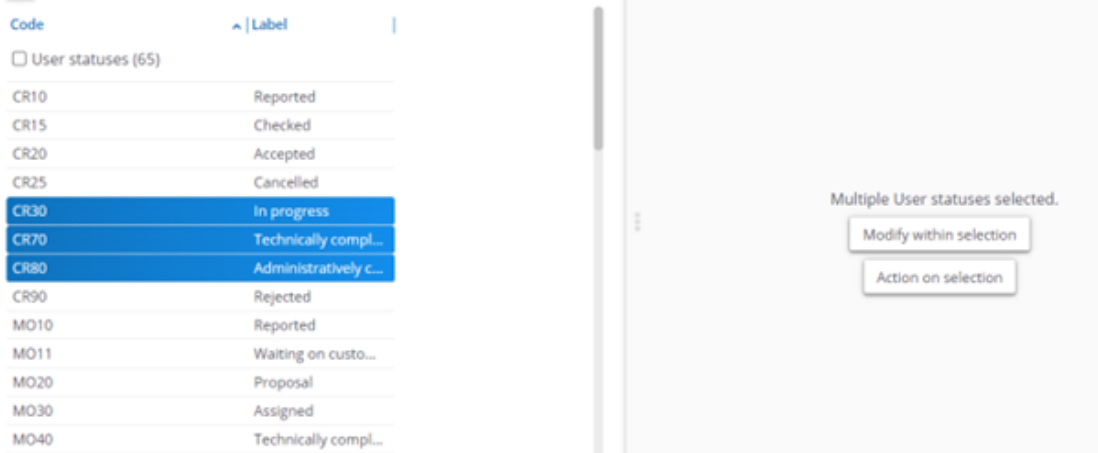 Code Label
User statuses (65)
CR10 Reported
CR15 Checked
CR20 Accepted
CR25 Cancelled
CR30 In progress
CR70 Technically compl...
CR80 Administratively c...
CR90 Rejected
MO10 Reported
MO11 Waiting on custo...
MO20 Proposal
MO30 Assigned
MO40 Technically compl...
Multiple User statuses selected.
Modify within selection
Action on selection